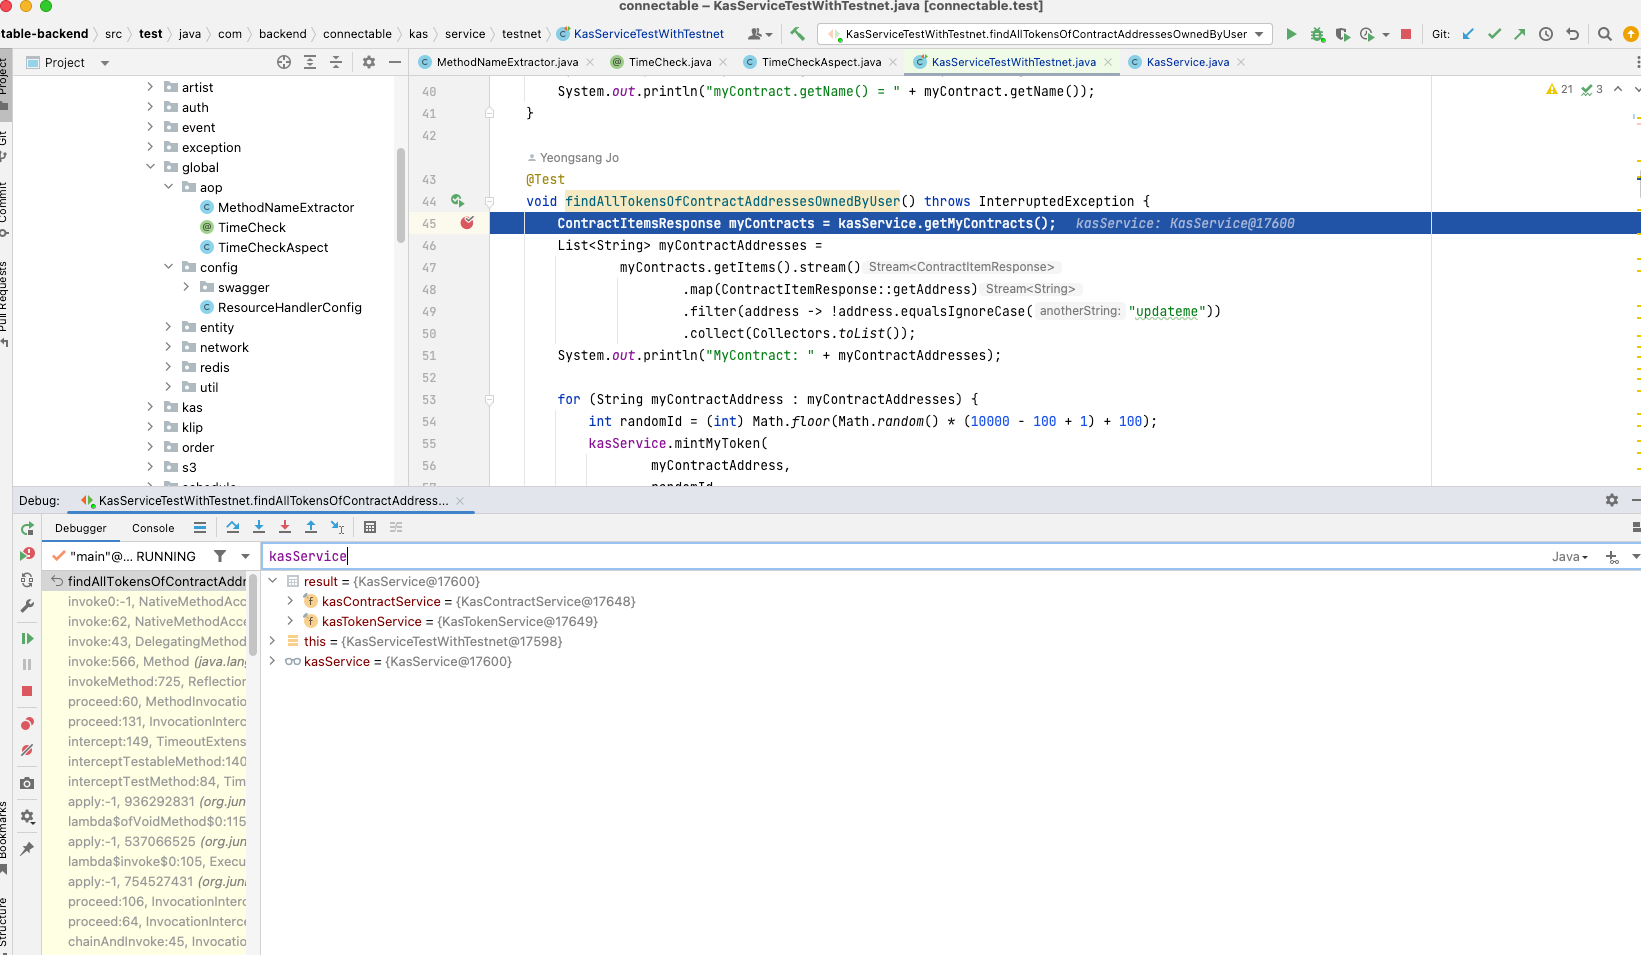 connectable – KasServiceTestWithTestnet.java [connectable.test]
table-backend src test java com backend connectable kas service testnet KasServiceTestWithTestnet KasServiceTestWithTestnet.findAllTokensOfContractAddressesOwnedByUser Git:
Project MethodNameExtractor.java TimeCheck.java TimeCheckAspect.java KasServiceTestWithTestnet.java KasService.java
Project
Git
Commit
Pull Requests
Bookmarks
Structure
artist
auth
event
exception
global
aop
MethodNameExtractor
TimeCheck
TimeCheckAspect
config
swagger
ResourceHandlerConfig
entity
network
redis
util
kas
klip
order
s3
21 3
40 System.out.println("myContract.getName() = " + myContract.getName());
41 }
42
Yeongsang Jo
43 @Test
44 void findAllTokensOfContractAddressesOwnedByUser() throws InterruptedException {
45 ContractItemsResponse myContracts = kasService.getMyContracts(); kasService: KasService@17600
46 List<String> myContractAddresses =
47 myContracts.getItems().stream() Stream<ContractItemResponse>
48 .map(ContractItemResponse::getAddress) Stream<String>
49 .filter(address -> !address.equalsIgnoreCase( anotherString: "updateme"))
50 .collect(Collectors.toList());
51 System.out.println("MyContract: " + myContractAddresses);
52
53 for (String myContractAddress : myContractAddresses) {
54 int randomId = (int) Math.floor(Math.random() * (10000 - 100 + 1) + 100);
55 kasService.mintMyToken(
56 myContractAddress,
Debug: KasServiceTestWithTestnet.findAllTokensOfContractAddress...
Debugger Console
"main"@... RUNNING
findAllTokensOfContractAddr
invoke0:-1, NativeMethodAcc
invoke:62, NativeMethodAcce
invoke:43, DelegatingMethod
invoke:566, Method (java.lan
invokeMethod:725, Reflection
proceed:60, MethodInvocatio
proceed:131, InvocationInterc
intercept:149, TimeoutExtens
interceptTestableMethod:140
interceptTestMethod:84, Tim
apply:-1, 936292831 (org.jun
lambda$ofVoidMethod$0:115
apply:-1, 537066525 (org.jun
lambda$invoke$0:105, Execu
apply:-1, 754527431 (org.juni
proceed:106, InvocationInterc
proceed:64, InvocationInterc
chainAndInvoke:45, Invocatio
kasService Java
result = {KasService@17600}
kasContractService = {KasContractService@17648}
kasTokenService = {KasTokenService@17649}
this = {KasServiceTestWithTestnet@17598}
kasService = {KasService@17600}